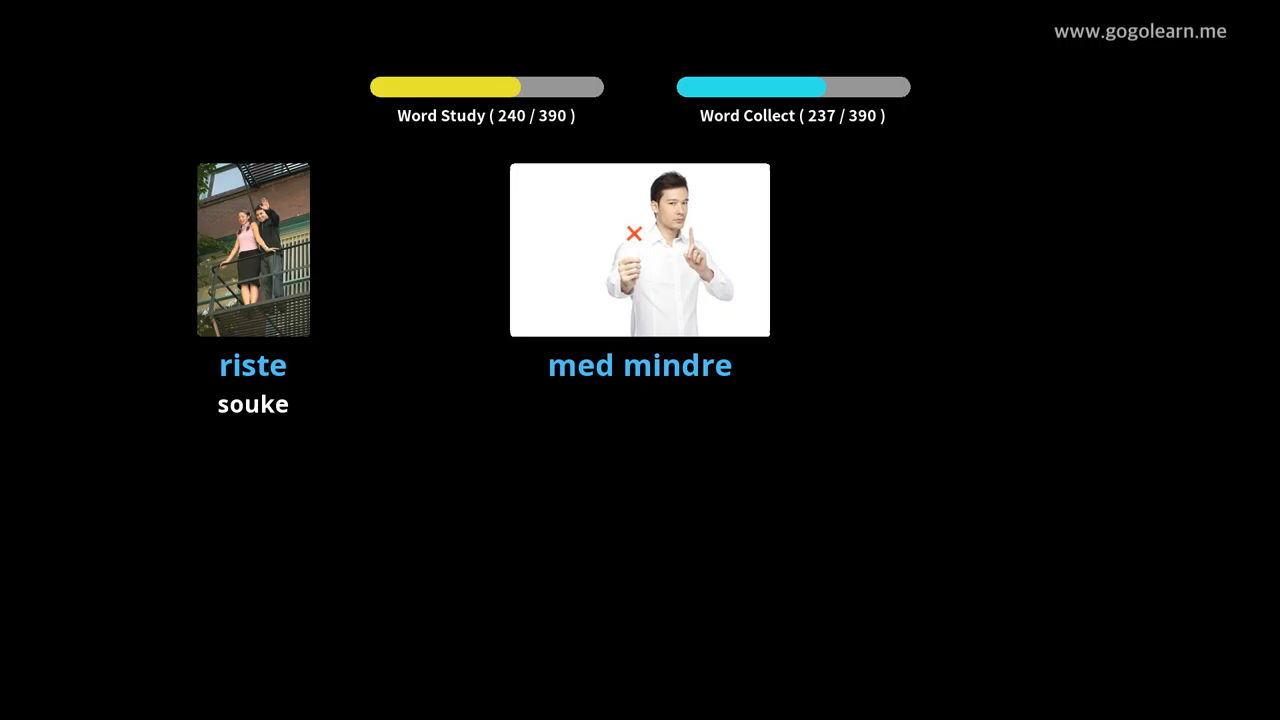 www.gogolearn.me
Word Study ( 240 / 390 )
Word Collect ( 237 / 390 )
riste
souke
med mindre